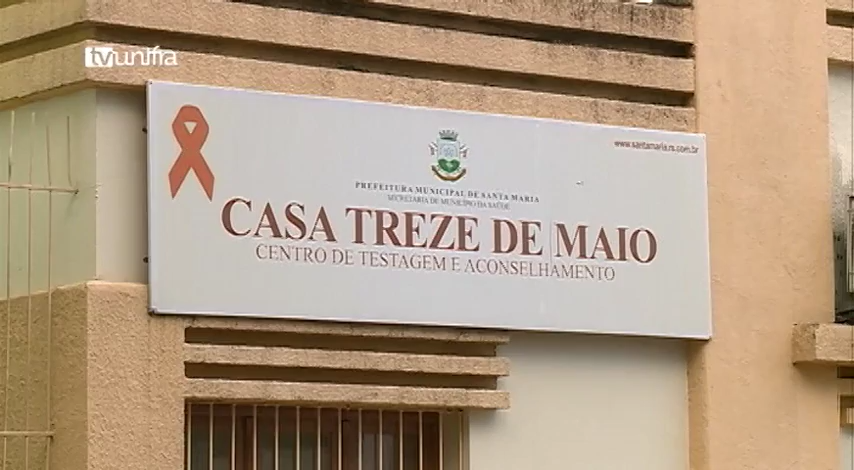 tvunifra
www.santamaria.rs.com.br
PREFEITURA MUNICIPAL DE SANTA MARIA
SECRETARIA DE MUNICÍPIO DA SAÚDE
CASA TREZE DE MAIO
CENTRO DE TESTAGEM E ACONSELHAMENTO